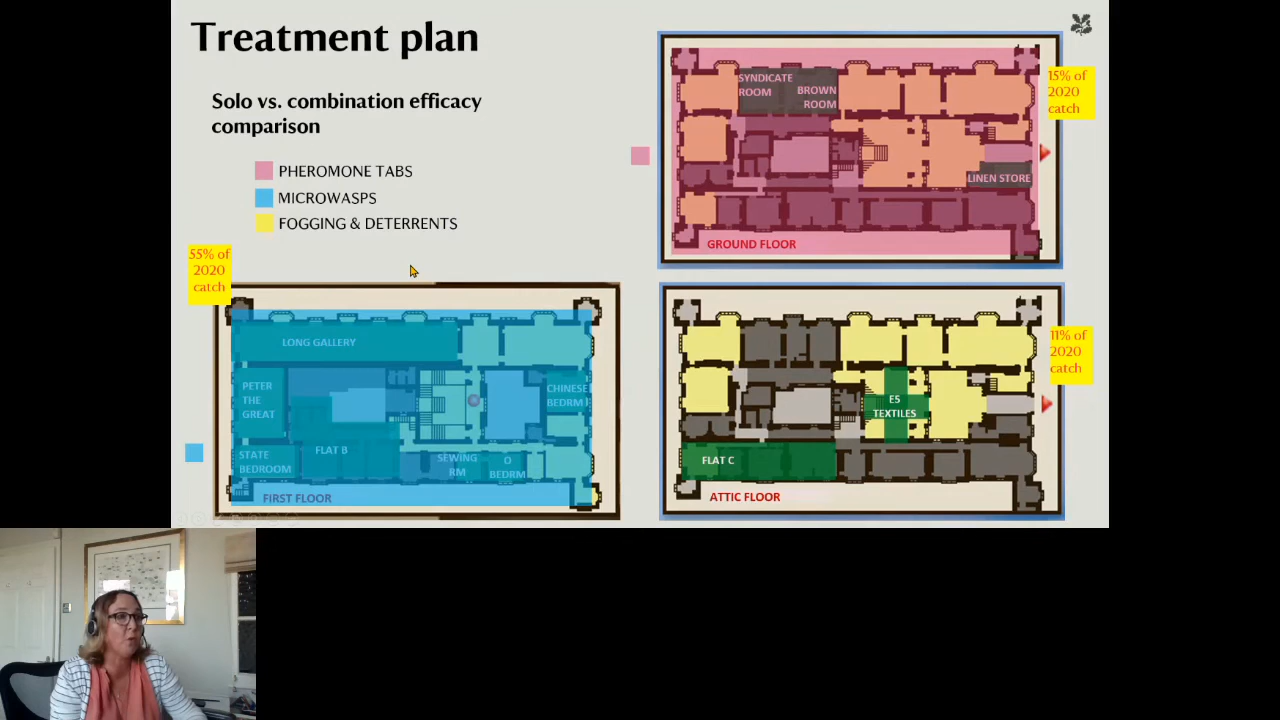 Treatment plan
Solo vs. combination efficacy
comparison
PHEROMONE TABS
MICROWASPS
FOGGING & DETERRENTS
SYNDICATE
ROOM
BROWN
ROOM
LINEN STORE
GROUND FLOOR
15% of
2020
catch
55% of
2020
catch
LONG GALLERY
PETER
THE
GREAT
CHINESE
BEDRM
FLAT B
STATE
BEDROOM
SEWING
RM
O
BEDRM
FIRST FLOOR
E5
TEXTILES
FLAT C
ATTIC FLOOR
11% of
2020
catch